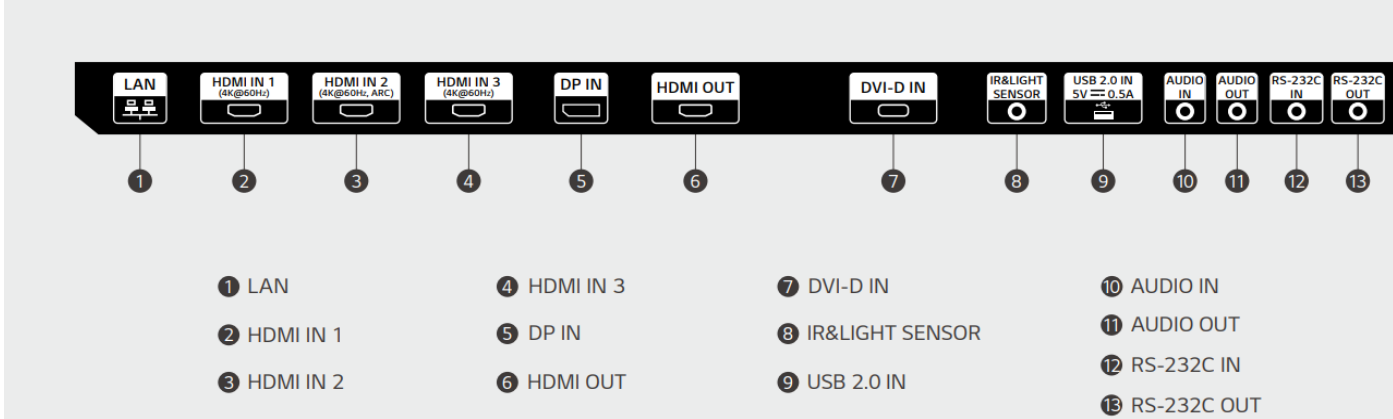 LAN
HDMI IN 1
(4K@60Hz)
HDMI IN 2
(4K@60Hz, ARC)
HDMI IN 3
(4K@60Hz)
DP IN
HDMI OUT
DVI-D IN
IR&LIGHT
SENSOR
USB 2.0 IN
5V ⎓ 0.5A
AUDIO
IN
AUDIO
OUT
RS-232C
IN
RS-232C
OUT
1 2 3 4 5 6 7 8 9 10 11 12 13
1 LAN
2 HDMI IN 1
3 HDMI IN 2
4 HDMI IN 3
5 DP IN
6 HDMI OUT
7 DVI-D IN
8 IR&LIGHT SENSOR
9 USB 2.0 IN
10 AUDIO IN
11 AUDIO OUT
12 RS-232C IN
13 RS-232C OUT